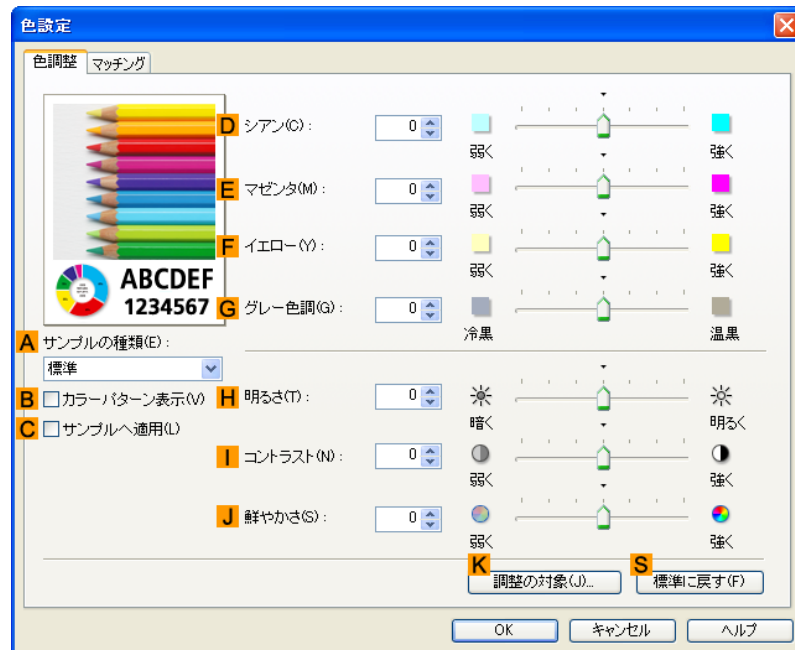 色設定
色調整 マッチング
D シアン(C): 0 弱く 強く
E マゼンタ(M): 0 弱く 強く
F イエロー(Y): 0 弱く 強く
ABCDEF
1234567
G グレー色調(G): 0 冷黒 温黒
A サンプルの種類(E):
標準
B カラーパターン表示(V)
C サンプルへ適用(L)
H 明るさ(T): 0 暗く 明るく
I コントラスト(N): 0 弱く 強く
J 鮮やかさ(S): 0 弱く 強く
K 調整の対象(J)... S 標準に戻す(F)
OK キャンセル ヘルプ